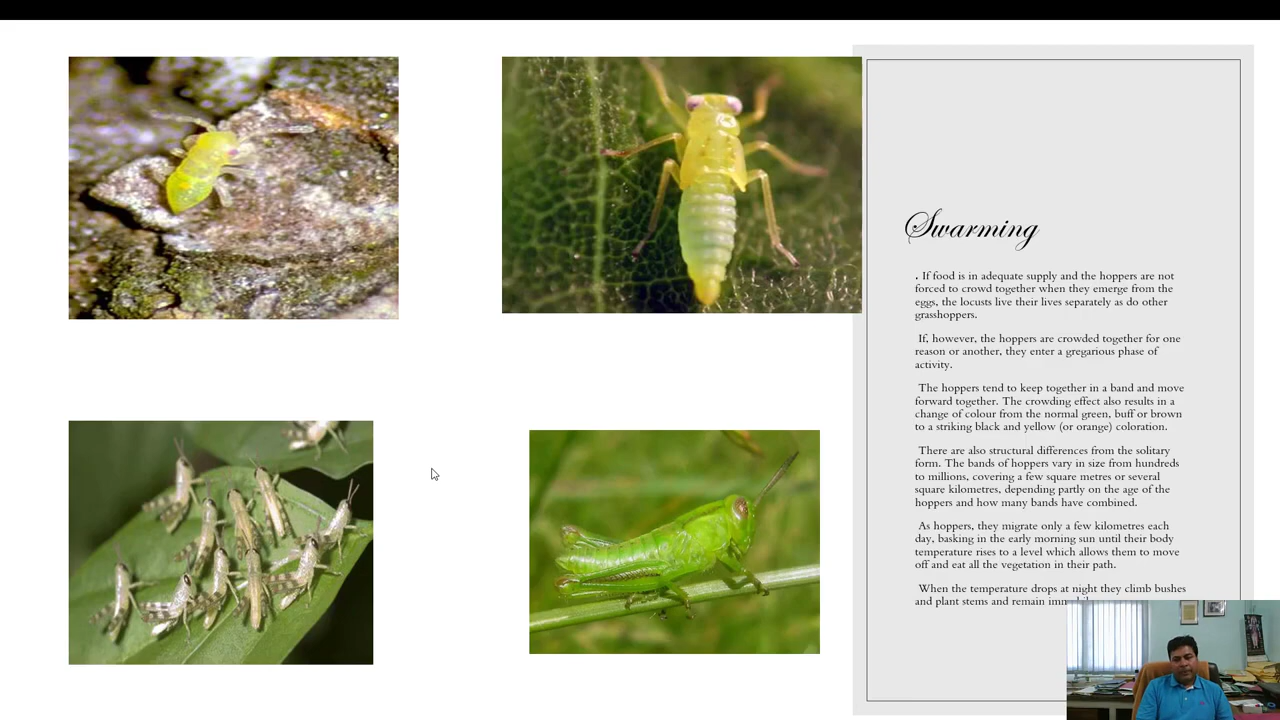 Swarming
. If food is in adequate supply and the hoppers are not
forced to crowd together when they emerge from the
eggs, the locusts live their lives separately as do other
grasshoppers.
If, however, the hoppers are crowded together for one
reason or another, they enter a gregarious phase of
activity.
The hoppers tend to keep together in a band and move
forward together. The crowding effect also results in a
change of colour from the normal green, buff or brown
to a striking black and yellow (or orange) coloration.
There are also structural differences from the solitary
form. The bands of hoppers vary in size from hundreds
to millions, covering a few square metres or several
square kilometres, depending partly on the age of the
hoppers and how many bands have combined.
As hoppers, they migrate only a few kilometres each
day, basking in the early morning sun until their body
temperature rises to a level which allows them to move
off and eat all the vegetation in their path.
When the temperature drops at night they climb bushes
and plant stems and remain